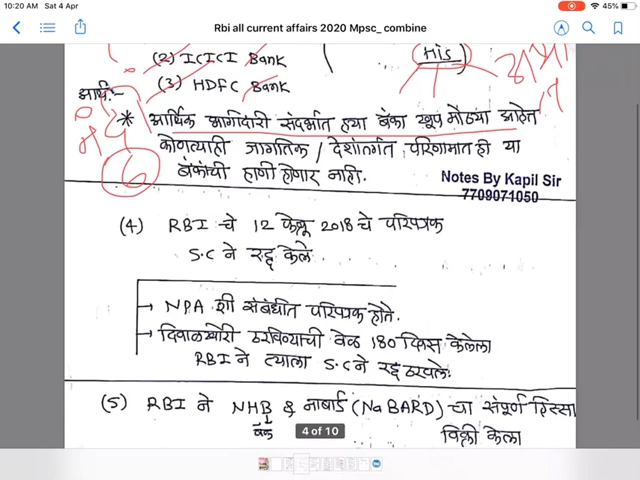 10:20 AM Sat 4 Apr
45%
Rbi all current affairs 2020 Mpsc_ combine
(2) ICICI Bank
(3) HDFC Bank
His
6
* आर्थिक भागीदारी संदर्भात ह्या बँका खूप मोठ्या आहेत
कोणत्याही जागतिक / देशांतर्गत परिणामात ही या
बँकांची हाणी होणार नाही.
Notes By Kapil Sir
7709071050
(4) RBI चे 12 फेब्रु 2018 चे परिपत्रक
S.C ने रद्द केले
→ NPA शी संबंधीत परिपत्रक होते.
→ दिवाळखोरी ठरविण्याची वेळ 180 दिवस केलेला
RBI ने त्याला S.C ने रद्द ठरवले.
(5) RBI ने NHB & नाबार्ड (NaBARD) चा संपूर्ण हिस्सा
बँक
विक्री केला
4 of 10